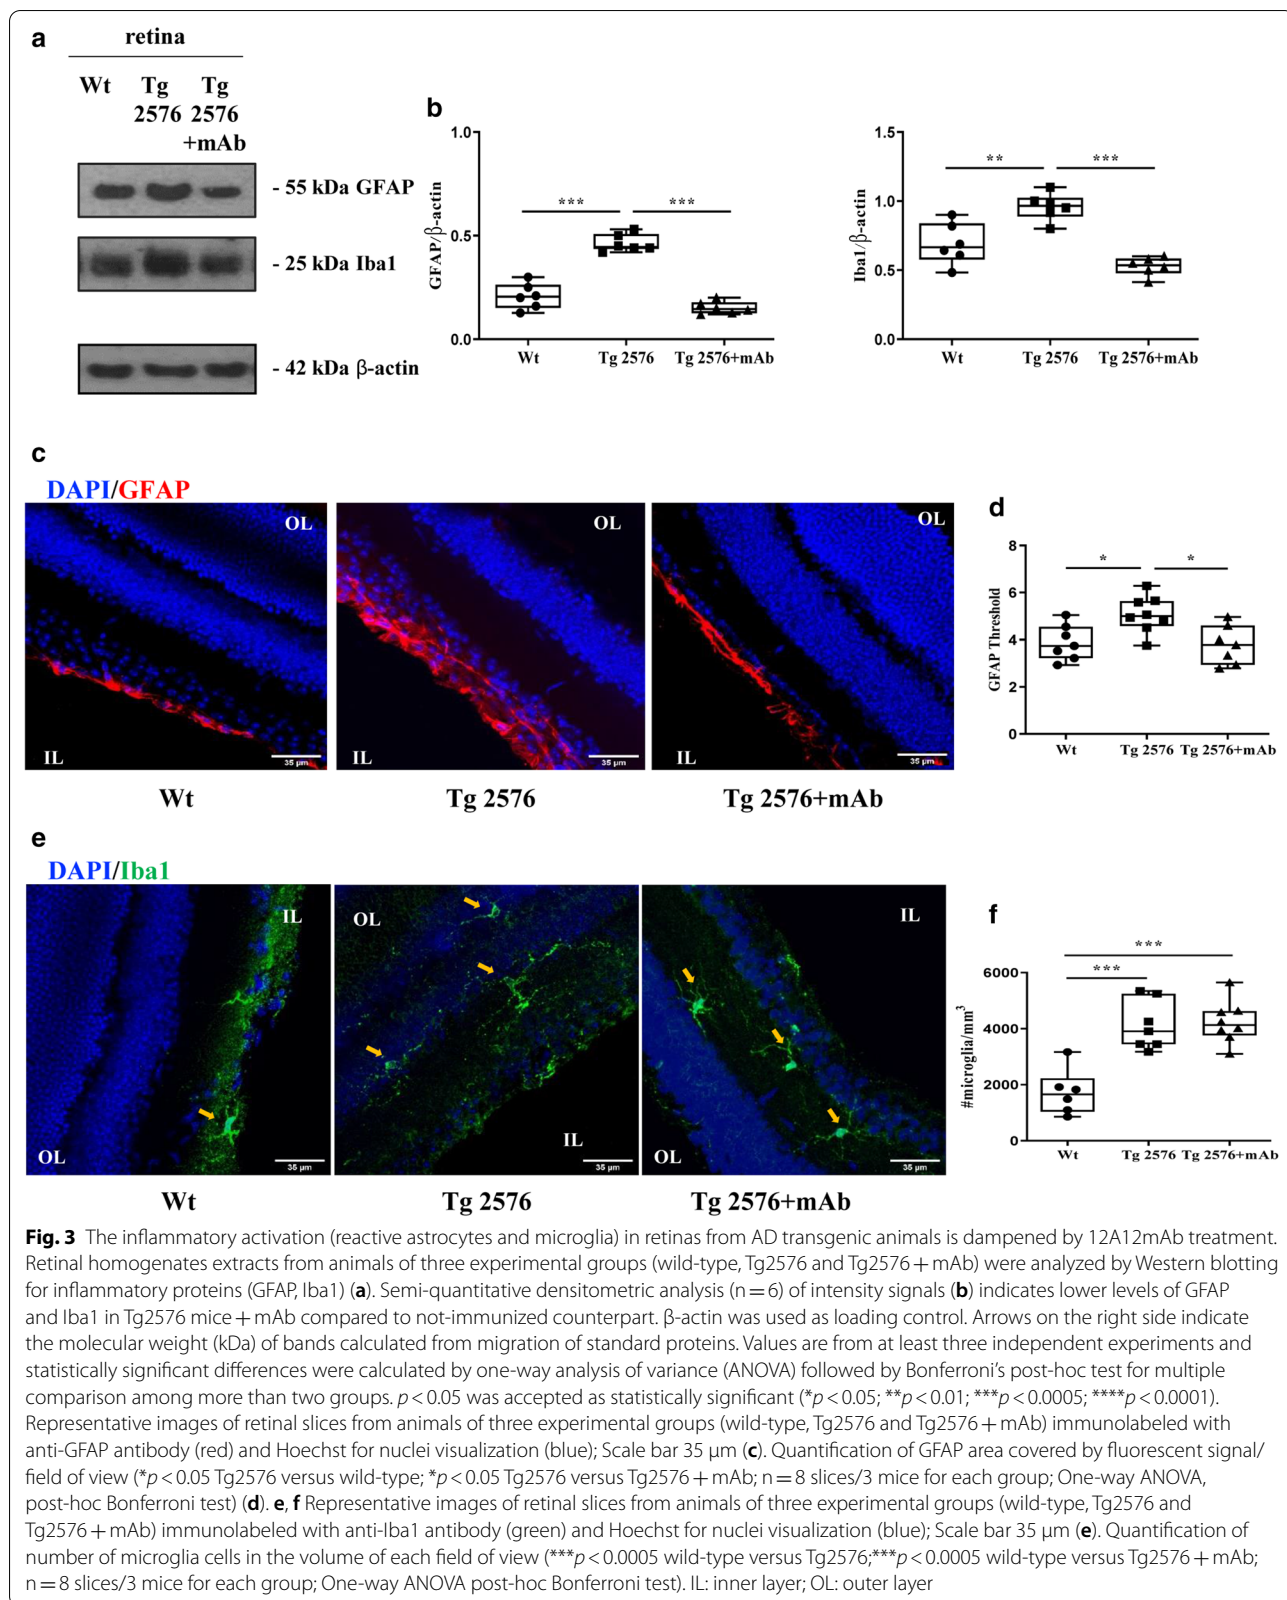 a
retina
Wt
Tg
2576
Tg
2576
+mAb
- 55 kDa GFAP
- 25 kDa Iba1
- 42 kDa β-actin
b
1.0
0.5
0.0
GFAP/β-actin
***
***
Wt
Tg 2576
Tg 2576+mAb
1.5
1.0
0.5
0.0
Iba1/β-actin
**
***
Wt
Tg 2576
Tg 2576+mAb
c
DAPI/GFAP
OL
IL
35 µm
Wt
OL
IL
35 µm
Tg 2576
OL
IL
35 µm
Tg 2576+mAb
d
8
6
4
2
0
GFAP Threshold
*
*
Wt
Tg 2576
Tg 2576+mAb
e
DAPI/Iba1
IL
OL
35 µm
Wt
OL
IL
35 µm
Tg 2576
IL
OL
35 µm
Tg 2576+mAb
f
6000
4000
2000
0
#microglia/mm³
***
***
Wt
Tg 2576
Tg 2576+mAb
Fig. 3 The inflammatory activation (reactive astrocytes and microglia) in retinas from AD transgenic animals is dampened by 12A12mAb treatment.
Retinal homogenates extracts from animals of three experimental groups (wild-type, Tg2576 and Tg2576 + mAb) were analyzed by Western blotting
for inflammatory proteins (GFAP, Iba1) (a). Semi-quantitative densitometric analysis (n = 6) of intensity signals (b) indicates lower levels of GFAP
and Iba1 in Tg2576 mice + mAb compared to not-immunized counterpart. β-actin was used as loading control. Arrows on the right side indicate
the molecular weight (kDa) of bands calculated from migration of standard proteins. Values are from at least three independent experiments and
statistically significant differences were calculated by one-way analysis of variance (ANOVA) followed by Bonferroni's post-hoc test for multiple
comparison among more than two groups. p < 0.05 was accepted as statistically significant (*p < 0.05; **p < 0.01; ***p < 0.0005; ****p < 0.0001).
Representative images of retinal slices from animals of three experimental groups (wild-type, Tg2576 and Tg2576 + mAb) immunolabeled with
anti-GFAP antibody (red) and Hoechst for nuclei visualization (blue); Scale bar 35 µm (c). Quantification of GFAP area covered by fluorescent signal/
field of view (*p < 0.05 Tg2576 versus wild-type; *p < 0.05 Tg2576 versus Tg2576 + mAb; n = 8 slices/3 mice for each group; One-way ANOVA,
post-hoc Bonferroni test) (d). e, f Representative images of retinal slices from animals of three experimental groups (wild-type, Tg2576 and
Tg2576 + mAb) immunolabeled with anti-Iba1 antibody (green) and Hoechst for nuclei visualization (blue); Scale bar 35 µm (e). Quantification of
number of microglia cells in the volume of each field of view (***p < 0.0005 wild-type versus Tg2576;***p < 0.0005 wild-type versus Tg2576 + mAb;
n = 8 slices/3 mice for each group; One-way ANOVA post-hoc Bonferroni test). IL: inner layer; OL: outer layer